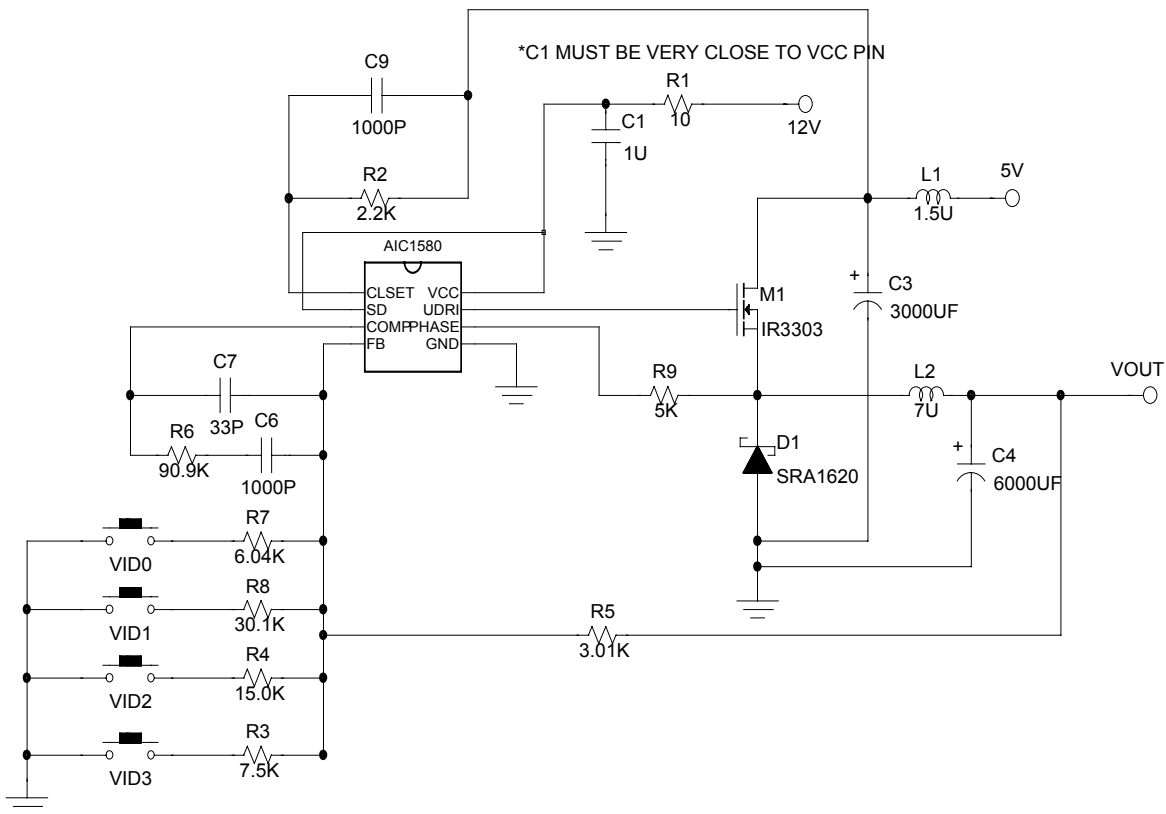 *C1 MUST BE VERY CLOSE TO VCC PIN
C9
1000P
R1
10
12V
C1
1U
R2
2.2K
L1
1.5U
5V
AIC1580
CLSET VCC
SD UDRI
COMP PHASE
FB GND
M1
IR3303
C3
3000UF
+
C7
33P
R6
90.9K
C6
1000P
R9
5K
L2
7U
VOUT
D1
SRA1620
+
C4
6000UF
VID0
R7
6.04K
VID1
R8
30.1K
R5
3.01K
VID2
R4
15.0K
VID3
R3
7.5K